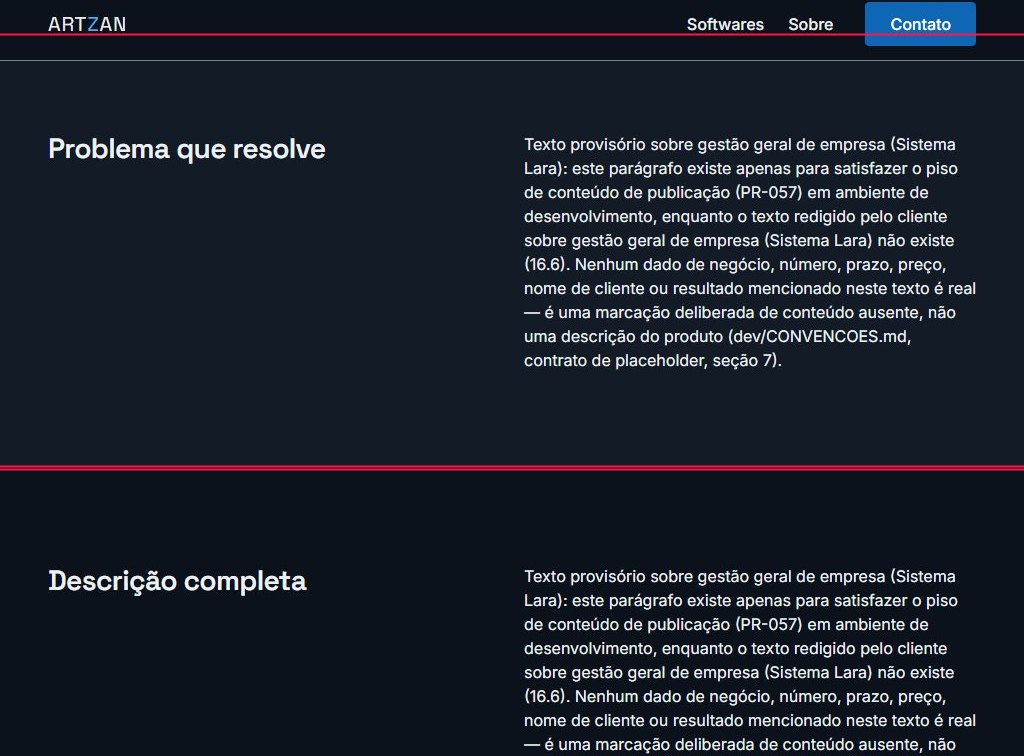 ARTZAN
Softwares
Sobre
Contato
Problema que resolve
Texto provisório sobre gestão geral de empresa (Sistema
Lara): este parágrafo existe apenas para satisfazer o piso
de conteúdo de publicação (PR-057) em ambiente de
desenvolvimento, enquanto o texto redigido pelo cliente
sobre gestão geral de empresa (Sistema Lara) não existe
(16.6). Nenhum dado de negócio, número, prazo, preço,
nome de cliente ou resultado mencionado neste texto é real
— é uma marcação deliberada de conteúdo ausente, não
uma descrição do produto (dev/CONVENCOES.md,
contrato de placeholder, seção 7).
Descrição completa
Texto provisório sobre gestão geral de empresa (Sistema
Lara): este parágrafo existe apenas para satisfazer o piso
de conteúdo de publicação (PR-057) em ambiente de
desenvolvimento, enquanto o texto redigido pelo cliente
sobre gestão geral de empresa (Sistema Lara) não existe
(16.6). Nenhum dado de negócio, número, prazo, preço,
nome de cliente ou resultado mencionado neste texto é real
— é uma marcação deliberada de conteúdo ausente, não